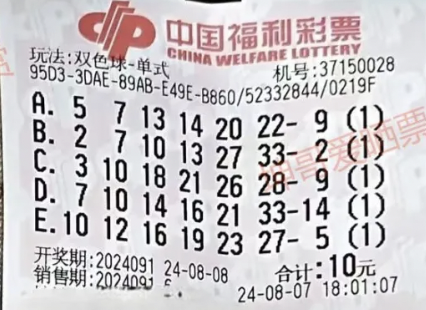 中国福利彩票
CHINA WELFARE LOTTERY
玩法:双色球-单式 机号:37150028
95D3-3DAE-89AB-E49E-B860/52332844/0219F
A. 5 7 13 14 20 22- 9 (1)
B. 2 7 10 13 27 33- 2 (1)
C. 3 10 18 21 26 28- 9 (1)
D. 7 10 14 16 21 33-14 (1)
E.10 12 16 19 23 27- 5 (1)
开奖期:2024091 24-08-08 合计:10元
销售期:2024091 24-08-07 18:01:07